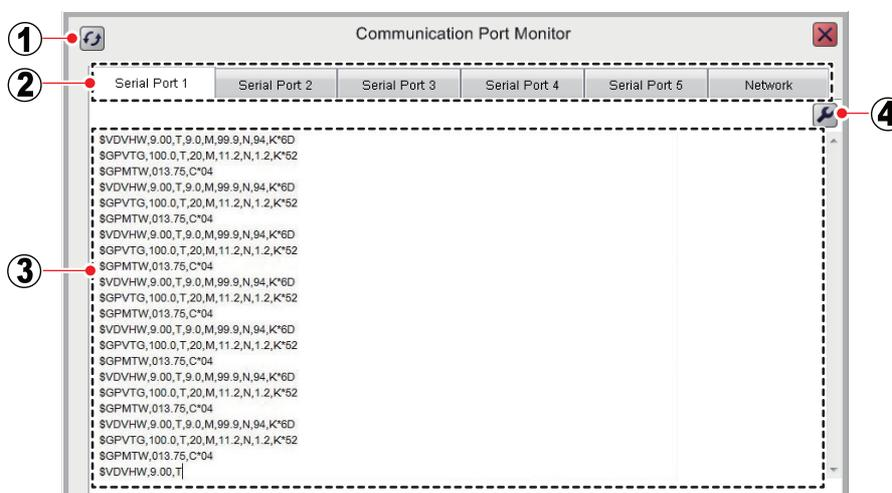 1
Communication Port Monitor
2
Serial Port 1 Serial Port 2 Serial Port 3 Serial Port 4 Serial Port 5 Network
4
$VDVHW,9.00,T,9.0,M,99.9,N,94,K*6D
$GPVTG,100.0,T,20,M,11.2,N,1.2,K*52
$GPMTW,013.75,C*04
$VDVHW,9.00,T,9.0,M,99.9,N,94,K*6D
$GPVTG,100.0,T,20,M,11.2,N,1.2,K*52
$GPMTW,013.75,C*04
$VDVHW,9.00,T,9.0,M,99.9,N,94,K*6D
$GPVTG,100.0,T,20,M,11.2,N,1.2,K*52
3
$GPMTW,013.75,C*04
$VDVHW,9.00,T,9.0,M,99.9,N,94,K*6D
$GPVTG,100.0,T,20,M,11.2,N,1.2,K*52
$GPMTW,013.75,C*04
$VDVHW,9.00,T,9.0,M,99.9,N,94,K*6D
$GPVTG,100.0,T,20,M,11.2,N,1.2,K*52
$GPMTW,013.75,C*04
$VDVHW,9.00,T,9.0,M,99.9,N,94,K*6D
$GPVTG,100.0,T,20,M,11.2,N,1.2,K*52
$GPMTW,013.75,C*04
$VDVHW,9.00,T,9.0,M,99.9,N,94,K*6D
$GPVTG,100.0,T,20,M,11.2,N,1.2,K*52
$GPMTW,013.75,C*04
$VDVHW,9.00,T